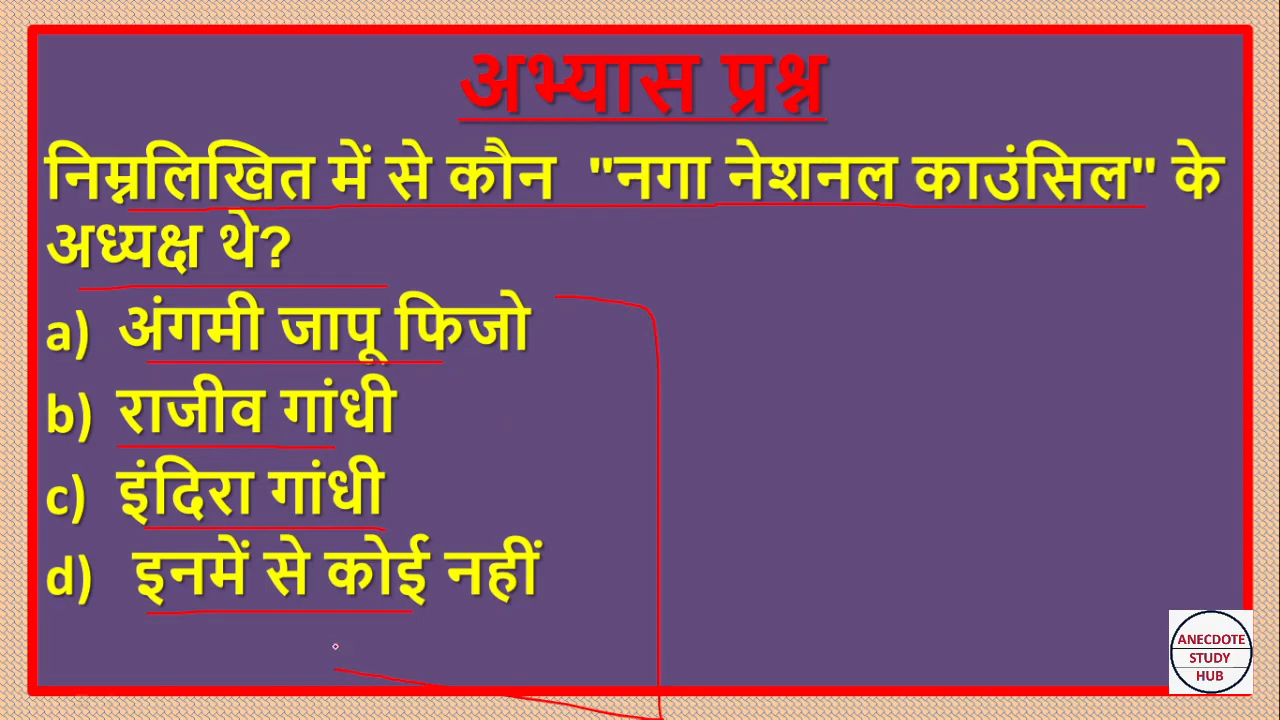 अभ्यास प्रश्न
निम्नलिखित में से कौन "नगा नेशनल काउंसिल" के
अध्यक्ष थे?
a) अंगमी जापू फिजो
b) राजीव गांधी
c) इंदिरा गांधी
d) इनमें से कोई नहीं
ANECDOTE
STUDY
HUB